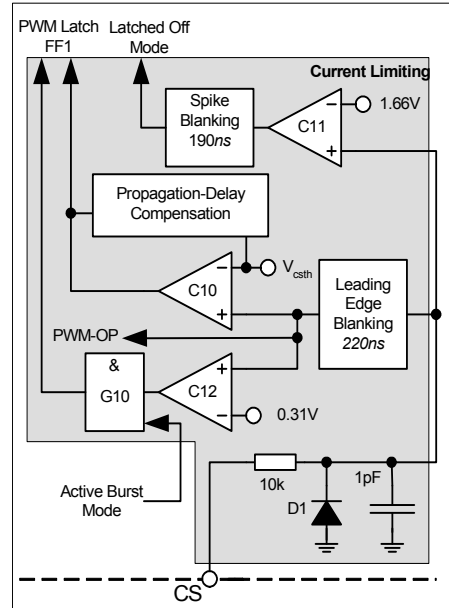 PWM Latch
FF1
Latched Off
Mode
Current Limiting
Spike
Blanking
190ns
C11
1.66V
Propagation-Delay
Compensation
Vcsth
C10
Leading
Edge
Blanking
220ns
PWM-OP
&
G10
C12
0.31V
Active Burst
Mode
10k
D1
1pF
CS